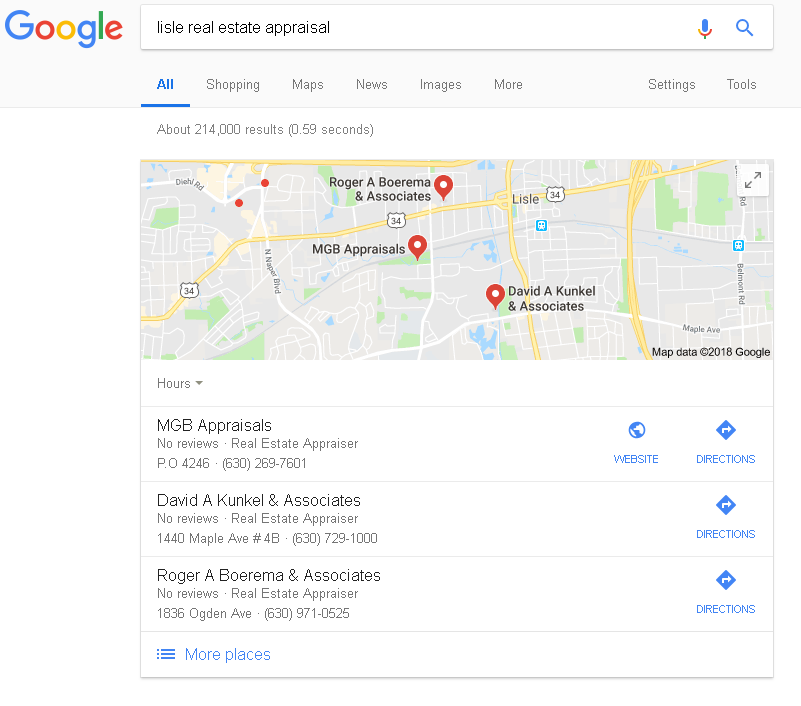 Google
lisle real estate appraisal
All Shopping Maps News Images More Settings Tools
About 214,000 results (0.59 seconds)
Diehl Rd
Roger A Boerema
& Associates
Lisle
34
Rd
34
MGB Appraisals
N Naper Blvd
Belmont Rd
34
David A Kunkel
& Associates
Maple Ave
Map data ©2018 Google
Hours
MGB Appraisals
No reviews · Real Estate Appraiser
P.O 4246 · (630) 269-7601
WEBSITE
DIRECTIONS
David A Kunkel & Associates
No reviews · Real Estate Appraiser
1440 Maple Ave # 4B · (630) 729-1000
DIRECTIONS
Roger A Boerema & Associates
No reviews · Real Estate Appraiser
1836 Ogden Ave · (630) 971-0525
DIRECTIONS
More places